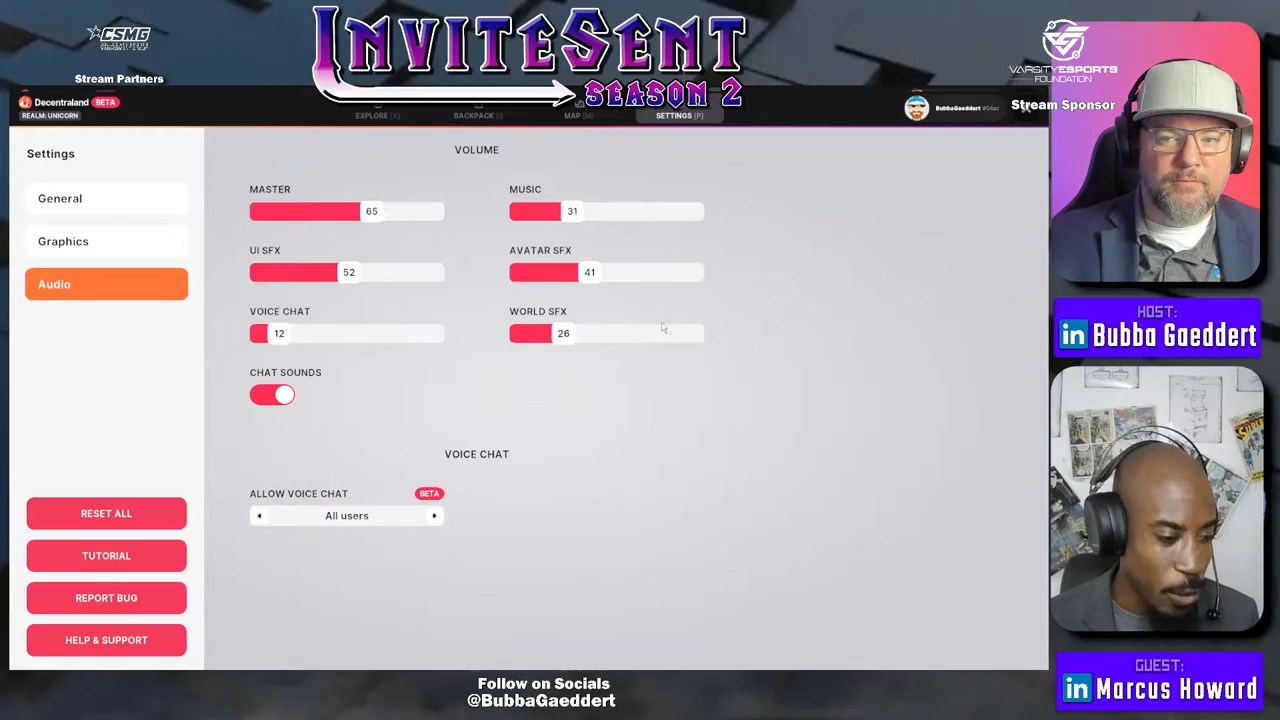 CSMG
Stream Partners
INVITESENT
SEASON 2
VARSITY ESPORTS
FOUNDATION
Stream Sponsor
Decentraland BETA
REALM: UNICORN
EXPLORE [X]
BACKPACK [I]
MAP [M]
SETTINGS [P]
BubbaGaeddert
Settings
General
Graphics
Audio
RESET ALL
TUTORIAL
REPORT BUG
HELP & SUPPORT
VOLUME
MASTER
65
MUSIC
31
UI SFX
52
AVATAR SFX
41
VOICE CHAT
12
WORLD SFX
26
CHAT SOUNDS
VOICE CHAT
ALLOW VOICE CHAT BETA
All users
HOST:
in Bubba Gaeddert
GUEST:
in Marcus Howard
Follow on Socials
@BubbaGaeddert